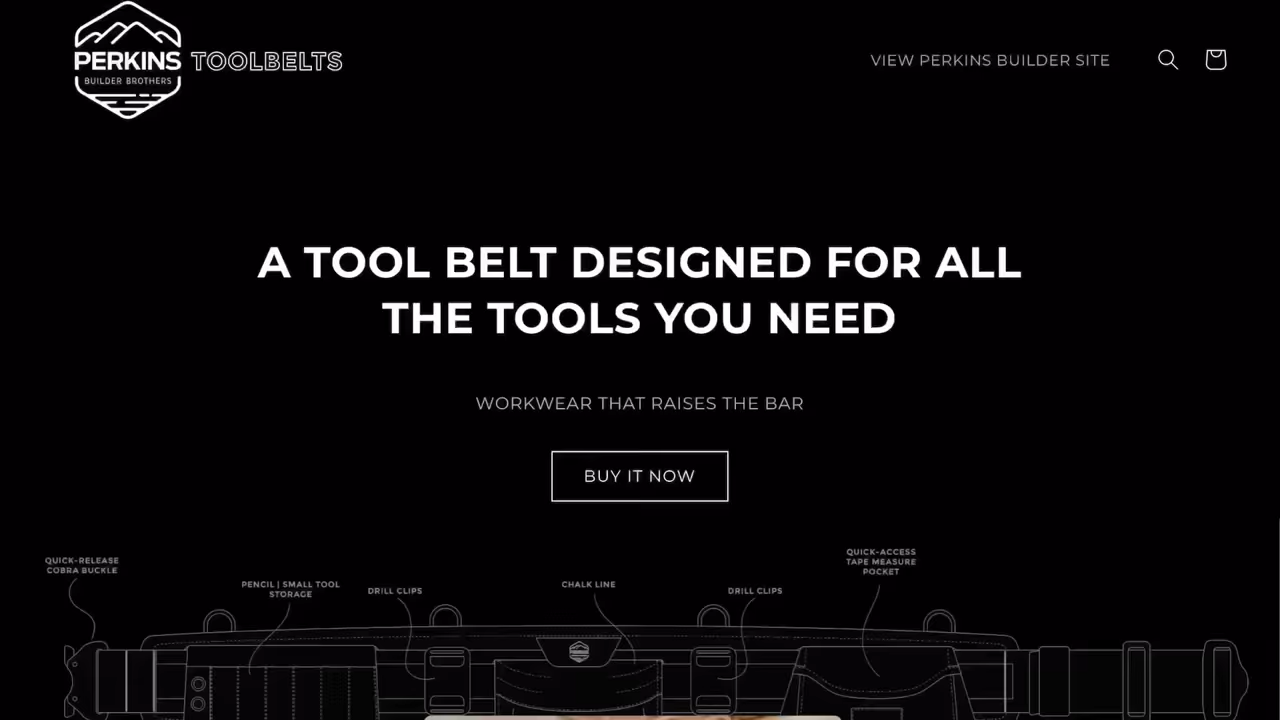 PERKINS
BUILDER BROTHERS
TOOLBELTS
VIEW PERKINS BUILDER SITE
A TOOL BELT DESIGNED FOR ALL
THE TOOLS YOU NEED
WORKWEAR THAT RAISES THE BAR
BUY IT NOW
QUICK-RELEASE
COBRA BUCKLE
PENCIL | SMALL TOOL
STORAGE
DRILL CLIPS
CHALK LINE
DRILL CLIPS
QUICK-ACCESS
TAPE MEASURE
POCKET